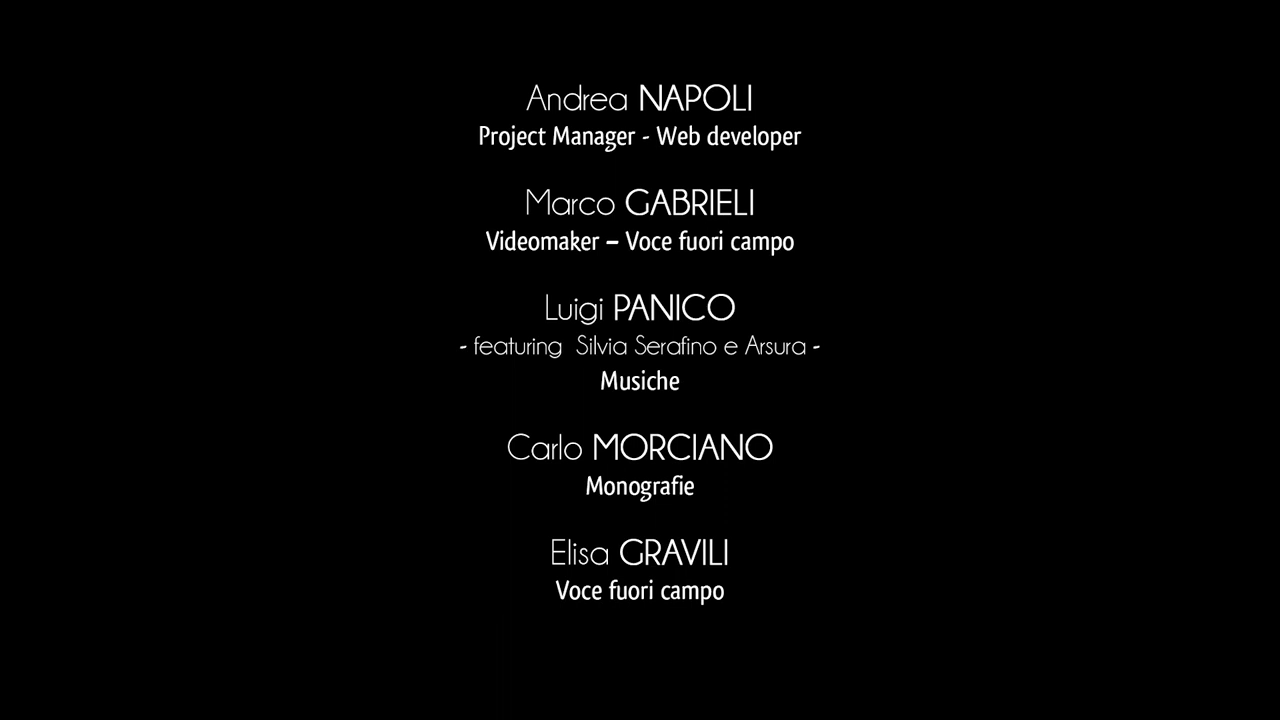 Andrea NAPOLI
Project Manager - Web developer
Marco GABRIELI
Videomaker – Voce fuori campo
Luigi PANICO
- featuring Silvia Serafino e Arsura -
Musiche
Carlo MORCIANO
Monografie
Elisa GRAVILI
Voce fuori campo